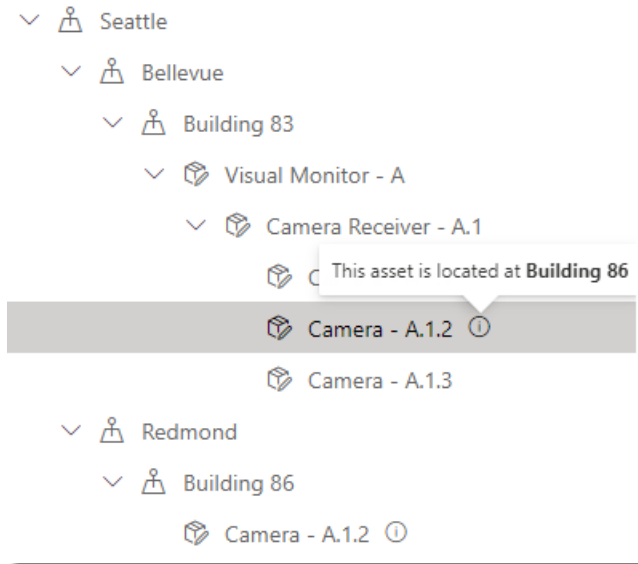 Seattle
Bellevue
Building 83
Visual Monitor - A
Camera Receiver - A.1
This asset is located at Building 86
Camera - A.1.2
Camera - A.1.3
Redmond
Building 86
Camera - A.1.2